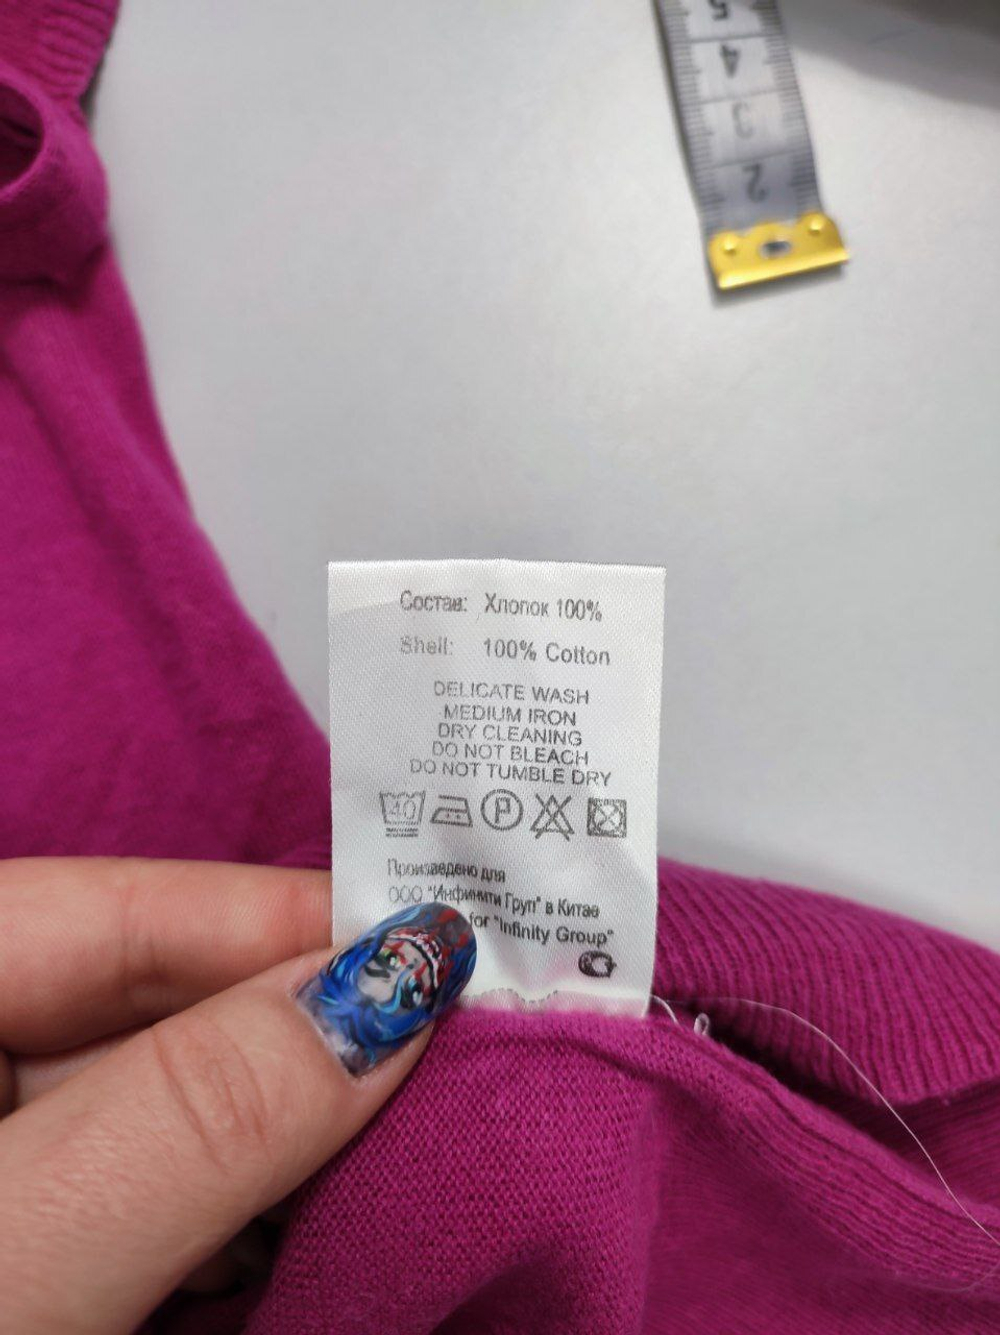 5
4
3
2
Состав: Хлопок 100%
Shell: 100% Cotton
DELICATE WASH
MEDIUM IRON
DRY CLEANING
DO NOT BLEACH
DO NOT TUMBLE DRY
40 P
Произведено для
ООО "Инфинити Груп" в Китае
for "Infinity Group"